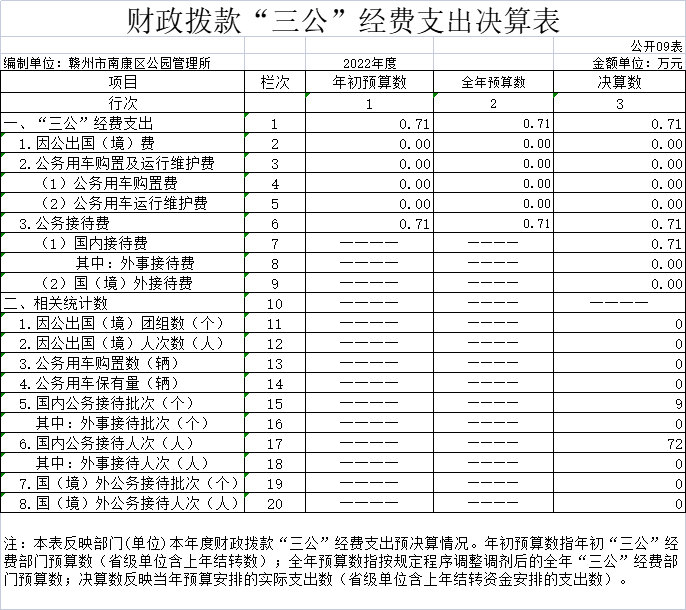 财政拨款“三公”经费支出决算表
公开09表
编制单位：赣州市南康区公园管理所 2022年度 金额单位：万元
项目 栏次 年初预算数 全年预算数 决算数
行次 1 2 3
一、“三公”经费支出 1 0.71 0.71 0.71
1.因公出国（境）费 2 0.00 0.00 0.00
2.公务用车购置及运行维护费 3 0.00 0.00 0.00
（1）公务用车购置费 4 0.00 0.00 0.00
（2）公务用车运行维护费 5 0.00 0.00 0.00
3.公务接待费 6 0.71 0.71 0.71
（1）国内接待费 7 ———— ———— 0.71
其中：外事接待费 8 ———— ———— 0.00
（2）国（境）外接待费 9 ———— ———— 0.00
二、相关统计数 10 ———— ———— ————
1.因公出国（境）团组数（个） 11 ———— ———— 0
2.因公出国（境）人次数（人） 12 ———— ———— 0
3.公务用车购置数（辆） 13 ———— ———— 0
4.公务用车保有量（辆） 14 ———— ———— 0
5.国内公务接待批次（个） 15 ———— ———— 9
其中：外事接待批次（个） 16 ———— ———— 0
6.国内公务接待人次（人） 17 ———— ———— 72
其中：外事接待人次（人） 18 ———— ———— 0
7.国（境）外公务接待批次（个） 19 ———— ———— 0
8.国（境）外公务接待人次（人） 20 ———— ———— 0
注：本表反映部门(单位)本年度财政拨款“三公”经费支出预决算情况。年初预算数指年初“三公”经
费部门预算数（省级单位含上年结转数）；全年预算数指按规定程序调整调剂后的全年“三公”经费部
门预算数；决算数反映当年预算安排的实际支出数（省级单位含上年结转资金安排的支出数）。